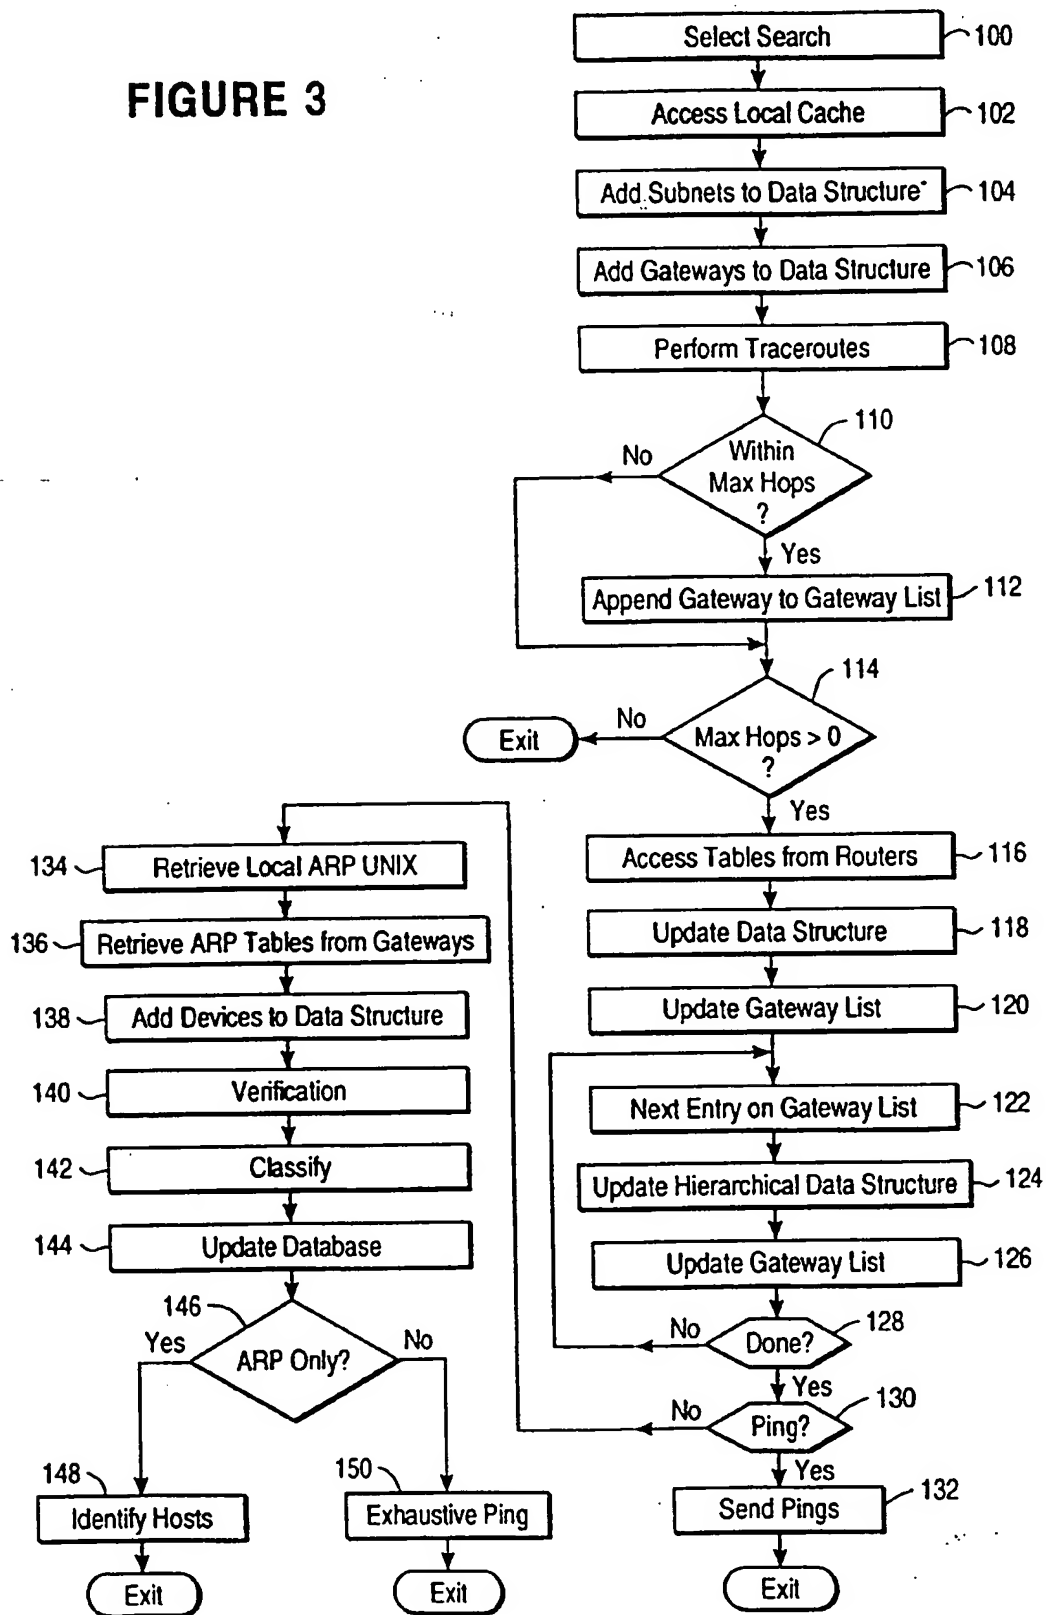 FIGURE 3
Select Search
100
Access Local Cache
102
Add Subnets to Data Structure
104
Add Gateways to Data Structure
106
Perform Traceroutes
108
110
Within
Max Hops
?
No
Yes
Append Gateway to Gateway List
112
114
Max Hops > 0
?
No
Exit
Yes
Access Tables from Routers
116
Update Data Structure
118
Update Gateway List
120
Next Entry on Gateway List
122
Update Hierarchical Data Structure
124
Update Gateway List
126
Done?
128
No
Yes
Ping?
130
No
Yes
Send Pings
132
Exit
134
Retrieve Local ARP UNIX
136
Retrieve ARP Tables from Gateways
138
Add Devices to Data Structure
140
Verification
142
Classify
144
Update Database
146
ARP Only?
Yes
No
148
Identify Hosts
Exit
150
Exhaustive Ping
Exit